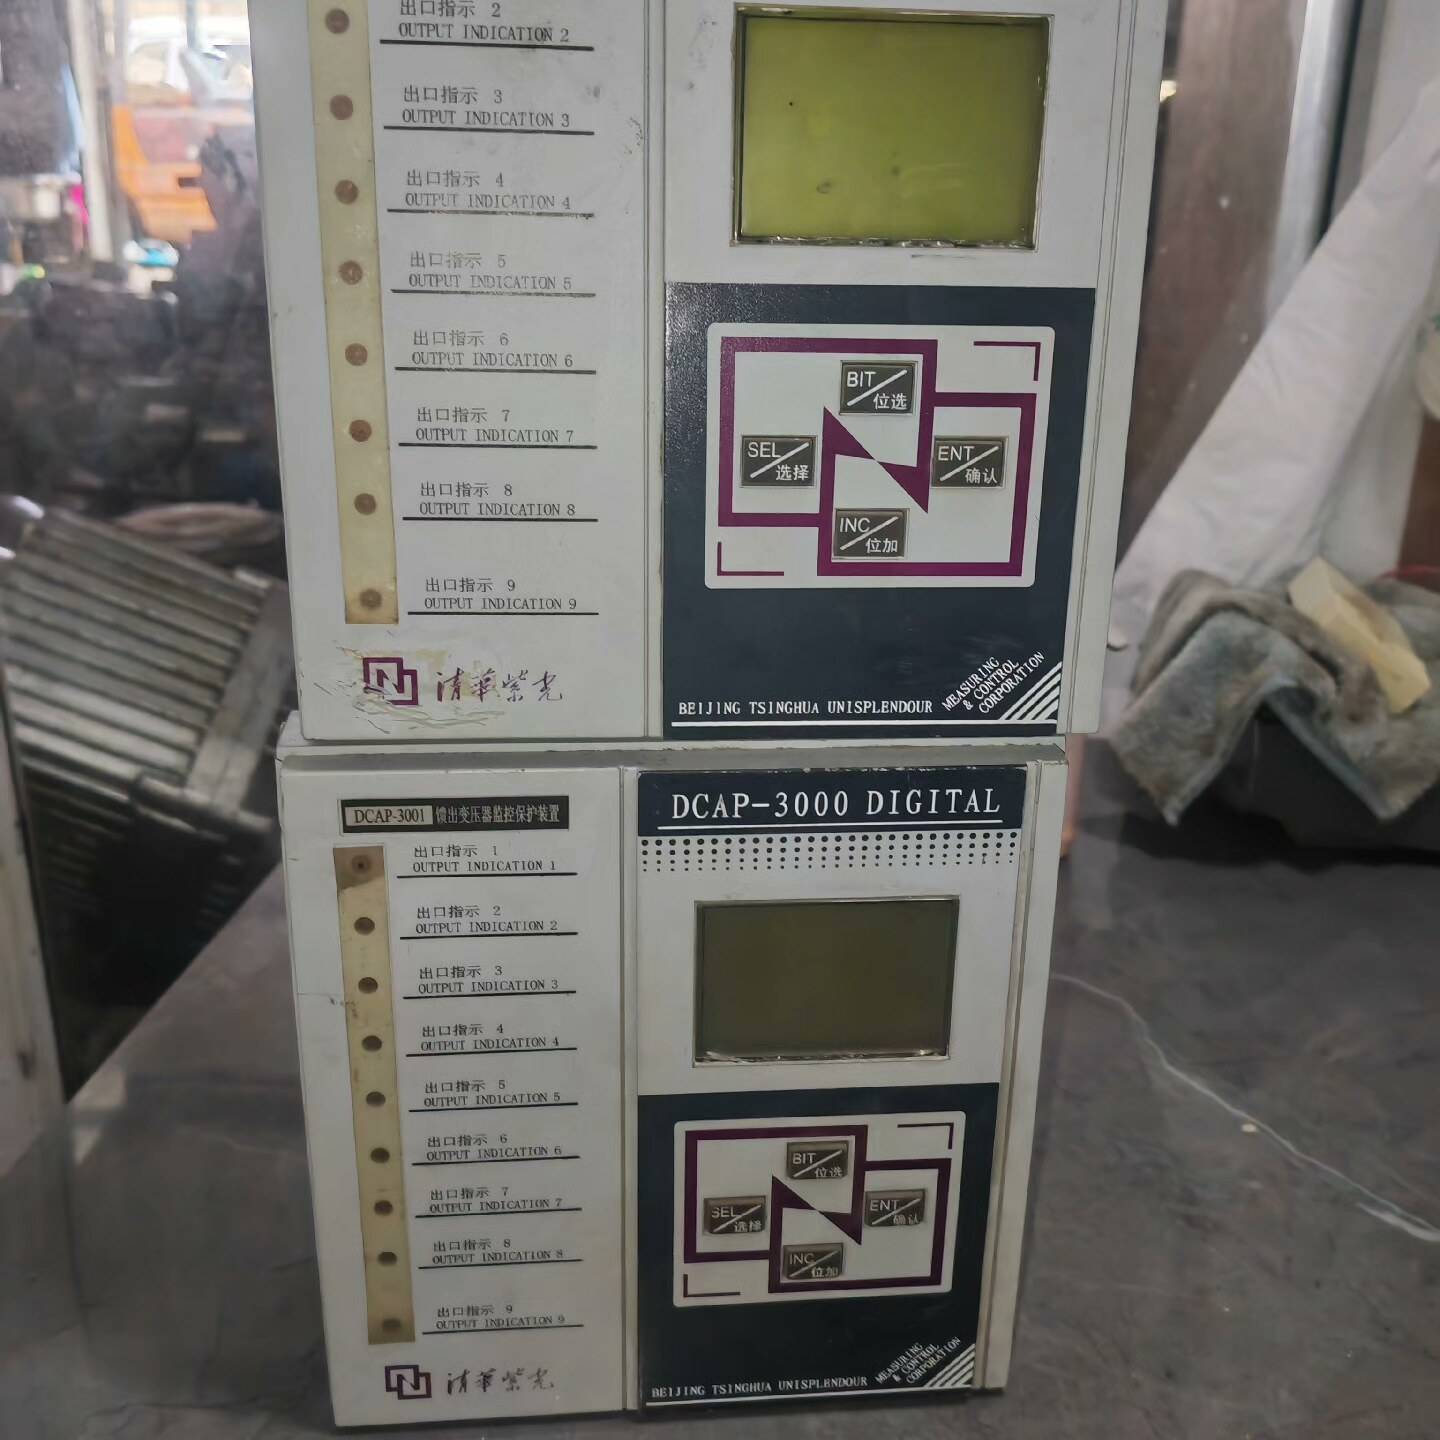 出口指示 2
OUTPUT INDICATION 2
出口指示 3
OUTPUT INDICATION 3
出口指示 4
OUTPUT INDICATION 4
出口指示 5
OUTPUT INDICATION 5
出口指示 6
OUTPUT INDICATION 6
出口指示 7
OUTPUT INDICATION 7
出口指示 8
OUTPUT INDICATION 8
出口指示 9
OUTPUT INDICATION 9
清華紫光
BIT/位选
SEL/选择
ENT/确认
INC/位加
BEIJING TSINGHUA UNISPLENDOUR
MEASURING
& CONTROL
CORPORATION
DCAP-3001 馈出变压器监控保护装置
出口指示 1
OUTPUT INDICATION 1
出口指示 2
OUTPUT INDICATION 2
出口指示 3
OUTPUT INDICATION 3
出口指示 4
OUTPUT INDICATION 4
出口指示 5
OUTPUT INDICATION 5
出口指示 6
OUTPUT INDICATION 6
出口指示 7
OUTPUT INDICATION 7
出口指示 8
OUTPUT INDICATION 8
出口指示 9
OUTPUT INDICATION 9
清華紫光
DCAP-3000 DIGITAL
BIT/位选
SEL/选择
ENT/确认
INC/位加
BEIJING TSINGHUA UNISPLENDOUR
MEASURING
& CONTROL
CORPORATION